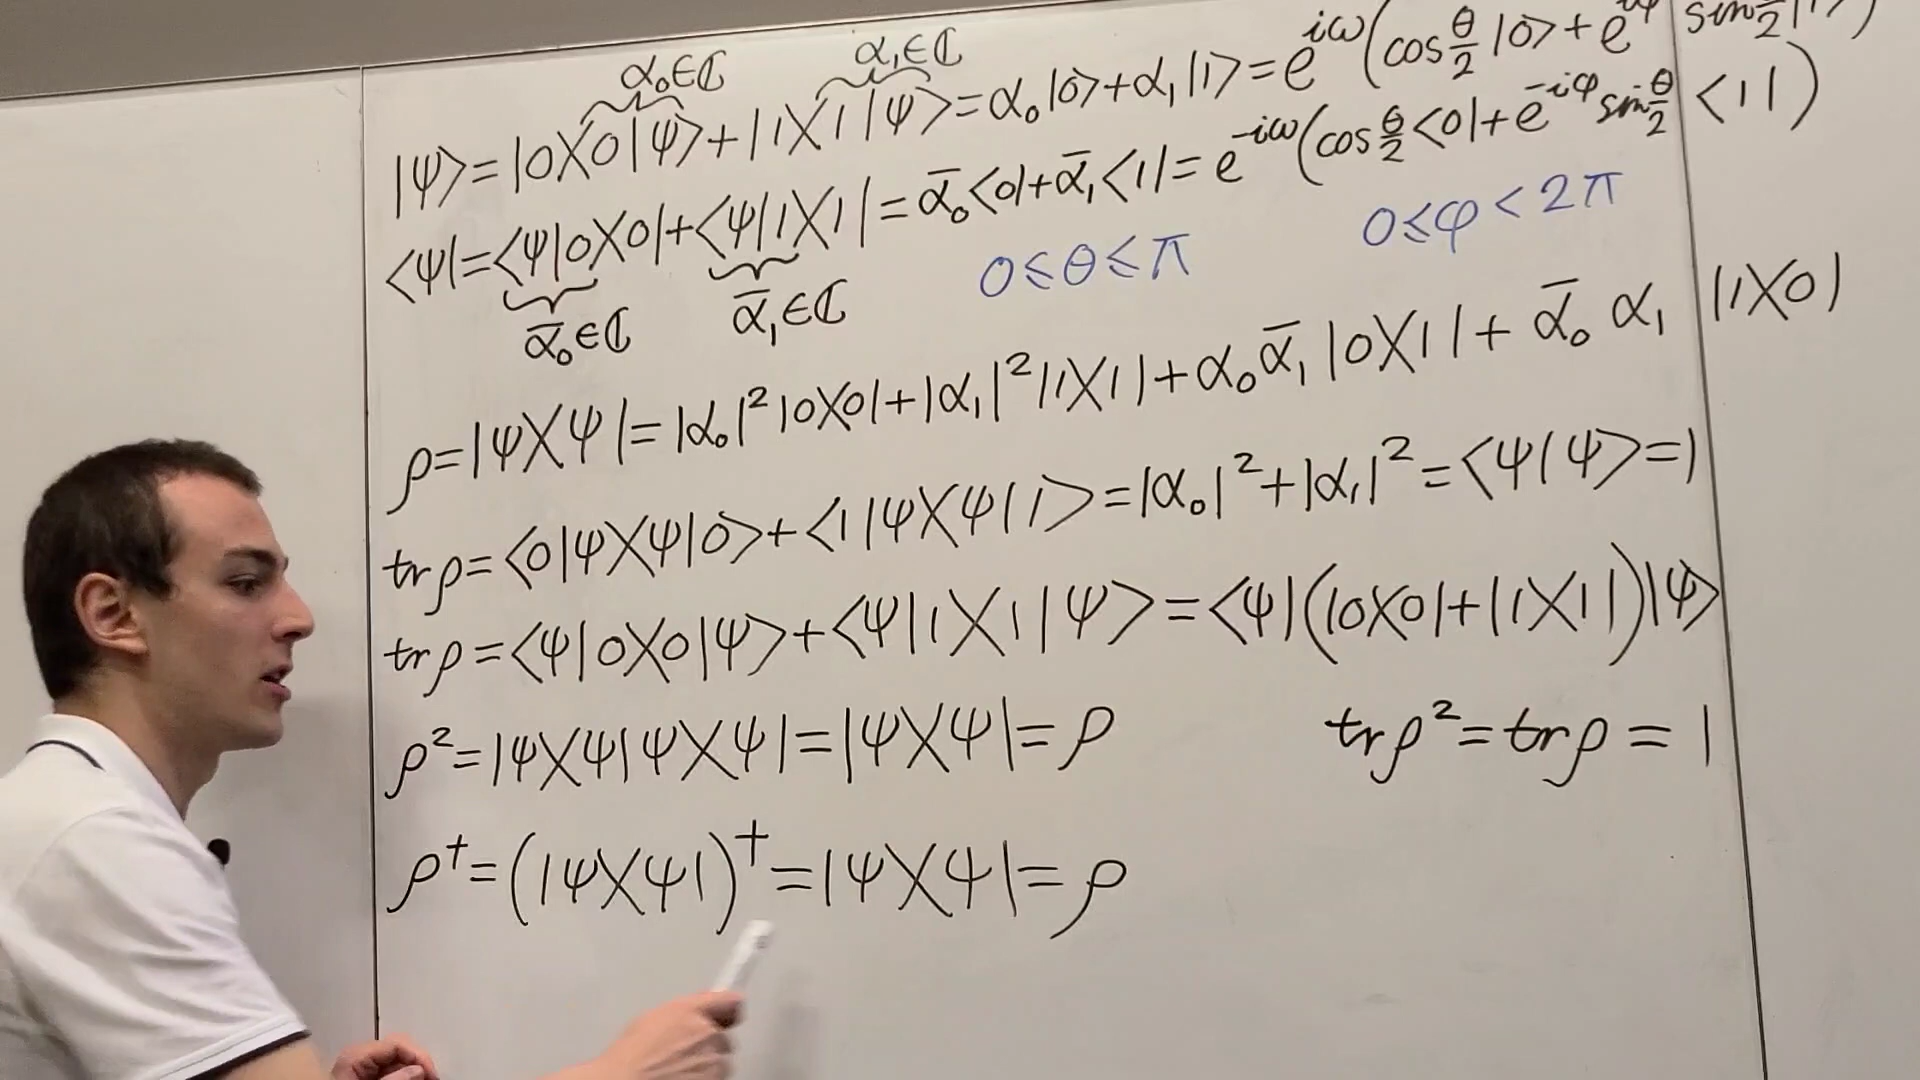 α₀∈ℂ α₁∈ℂ
|ψ⟩=|0⟩⟨0|ψ⟩+|1⟩⟨1|ψ⟩=α₀|0⟩+α₁|1⟩=e^{iω}(cos θ/2 |0⟩+e^{iφ} sin θ/2 |1⟩)
⟨ψ|=⟨ψ|0⟩⟨0|+⟨ψ|1⟩⟨1|=ᾱ₀⟨0|+ᾱ₁⟨1|=e^{-iω}(cos θ/2 ⟨0|+e^{-iφ} sin θ/2 ⟨1|)
ᾱ₀∈ℂ ᾱ₁∈ℂ 0≤θ≤π 0≤φ<2π
ρ=|ψ⟩⟨ψ|=|α₀|²|0⟩⟨0|+|α₁|²|1⟩⟨1|+α₀ᾱ₁|0⟩⟨1|+ᾱ₀α₁|1⟩⟨0|
trρ=⟨0|ψ⟩⟨ψ|0⟩+⟨1|ψ⟩⟨ψ|1⟩=|α₀|²+|α₁|²=⟨ψ|ψ⟩=1
trρ=⟨ψ|0⟩⟨0|ψ⟩+⟨ψ|1⟩⟨1|ψ⟩=⟨ψ|(|0⟩⟨0|+|1⟩⟨1|)|ψ⟩
ρ²=|ψ⟩⟨ψ|ψ⟩⟨ψ|=|ψ⟩⟨ψ|=ρ trρ²=trρ=1
ρ†=(|ψ⟩⟨ψ|)†=|ψ⟩⟨ψ|=ρ